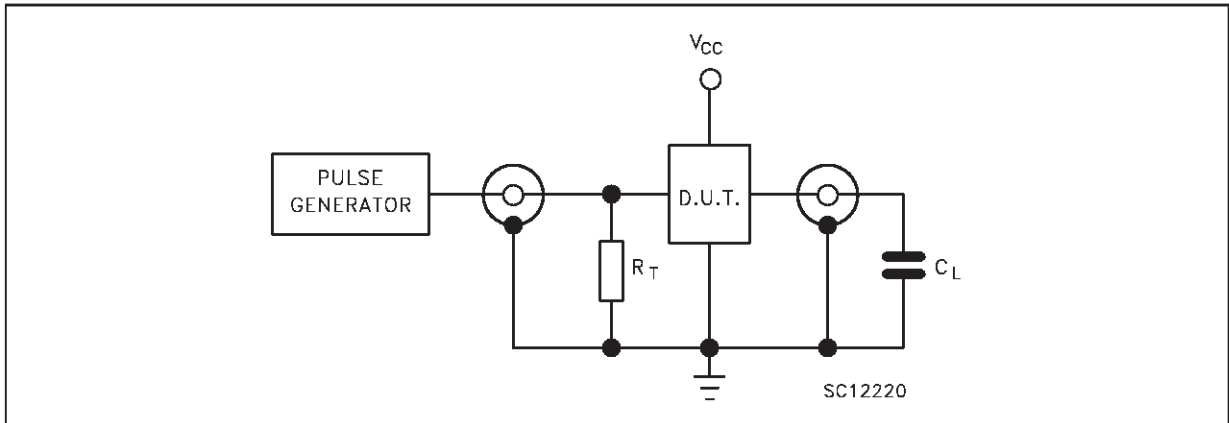 VCC
PULSE
GENERATOR
D.U.T.
RT
CL
SC12220